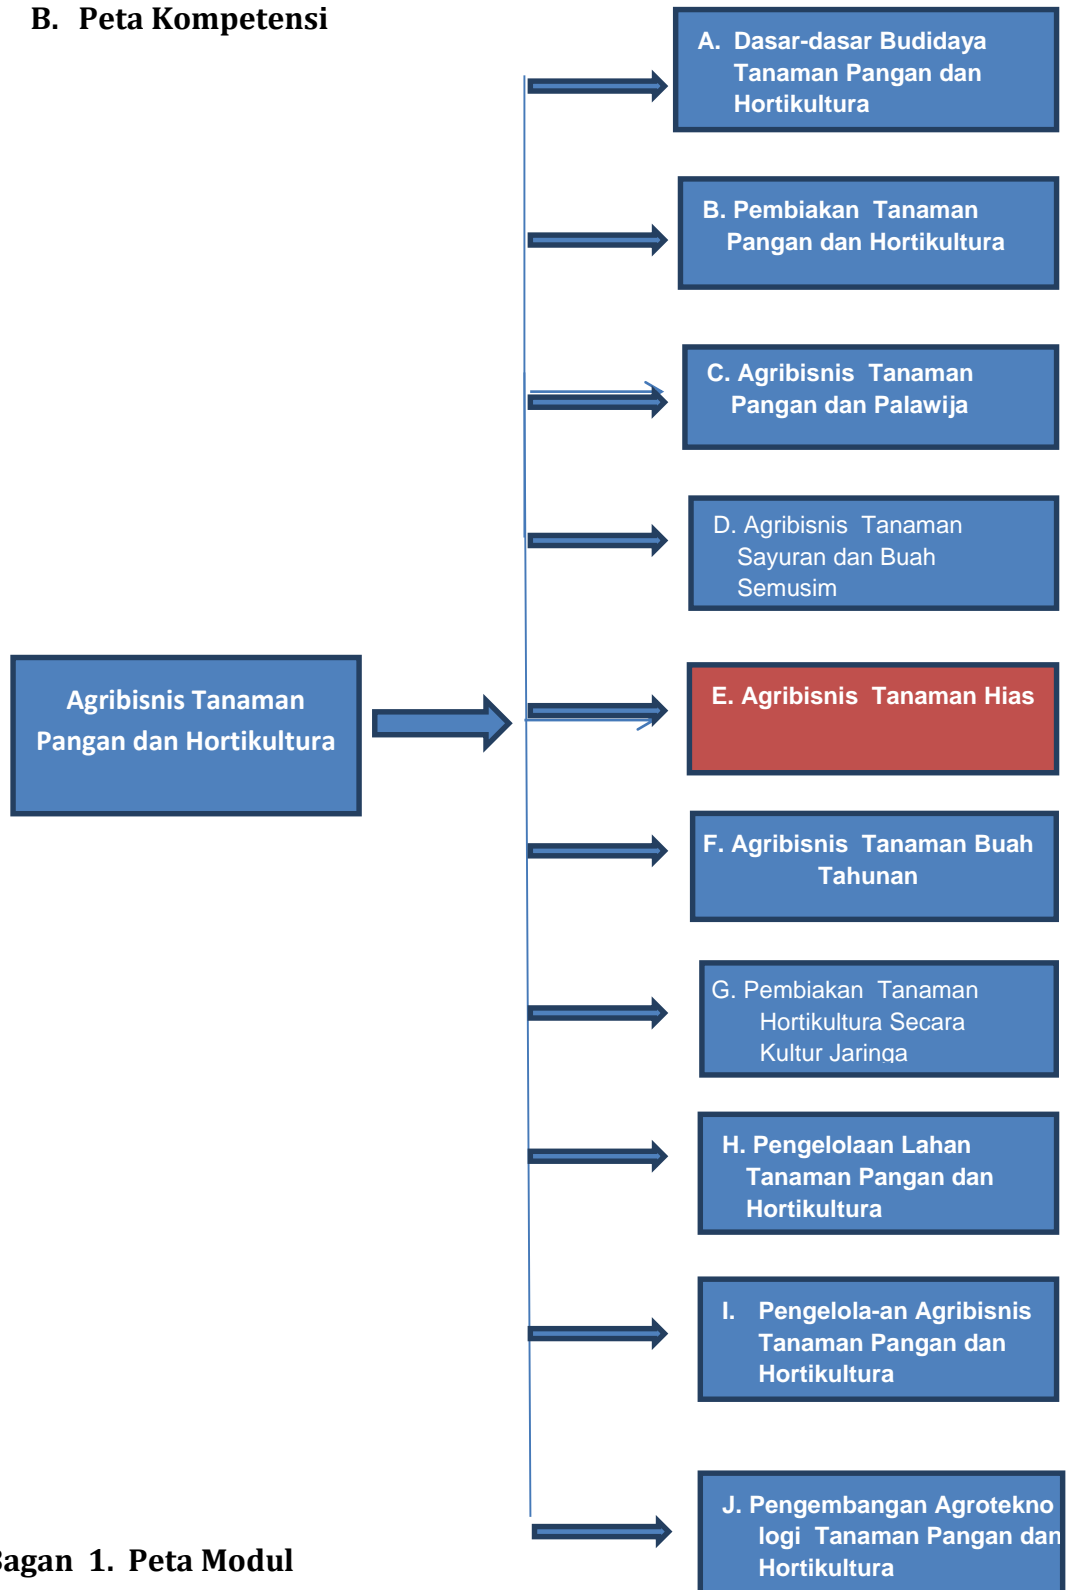 B. Peta Kompetensi
A. Dasar-dasar Budidaya
Tanaman Pangan dan
Hortikultura
B. Pembiakan Tanaman
Pangan dan Hortikultura
C. Agribisnis Tanaman
Pangan dan Palawija
D. Agribisnis Tanaman
Sayuran dan Buah
Semusim
Agribisnis Tanaman
Pangan dan Hortikultura
E. Agribisnis Tanaman Hias
F. Agribisnis Tanaman Buah
Tahunan
G. Pembiakan Tanaman
Hortikultura Secara
Kultur Jaringa
H. Pengelolaan Lahan
Tanaman Pangan dan
Hortikultura
I. Pengelola-an Agribisnis
Tanaman Pangan dan
Hortikultura
J. Pengembangan Agrotekno
logi Tanaman Pangan dan
Hortikultura
Bagan 1. Peta Modul